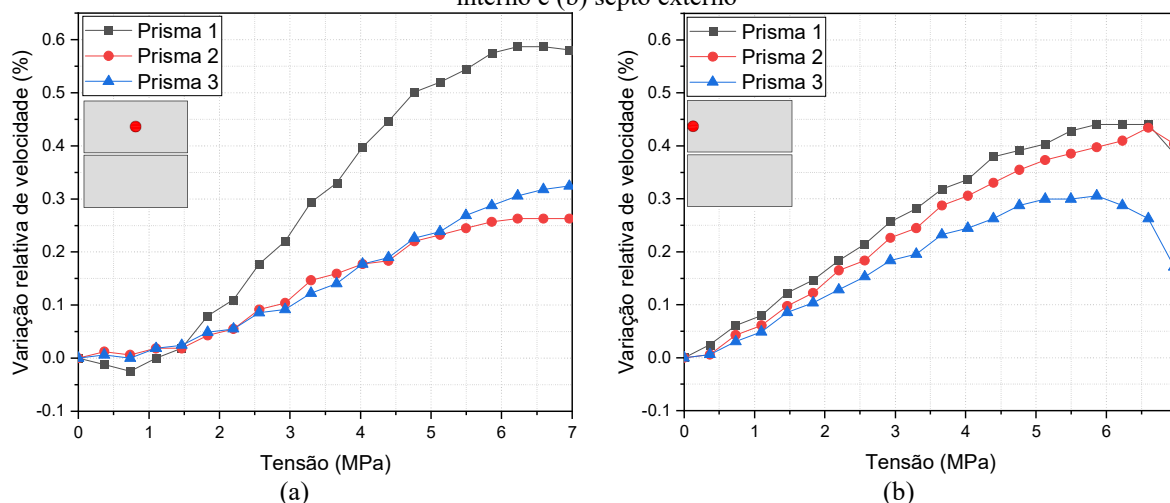 interno e (b) septo externo
Prisma 1
Prisma 2
Prisma 3
Variação relativa de velocidade (%)
0.6
0.5
0.4
0.3
0.2
0.1
0.0
-0.1
0 1 2 3 4 5 6 7
Tensão (MPa)
(a)
Prisma 1
Prisma 2
Prisma 3
Variação relativa de velocidade (%)
0.6
0.5
0.4
0.3
0.2
0.1
0.0
-0.1
0 1 2 3 4 5 6
Tensão (MPa)
(b)